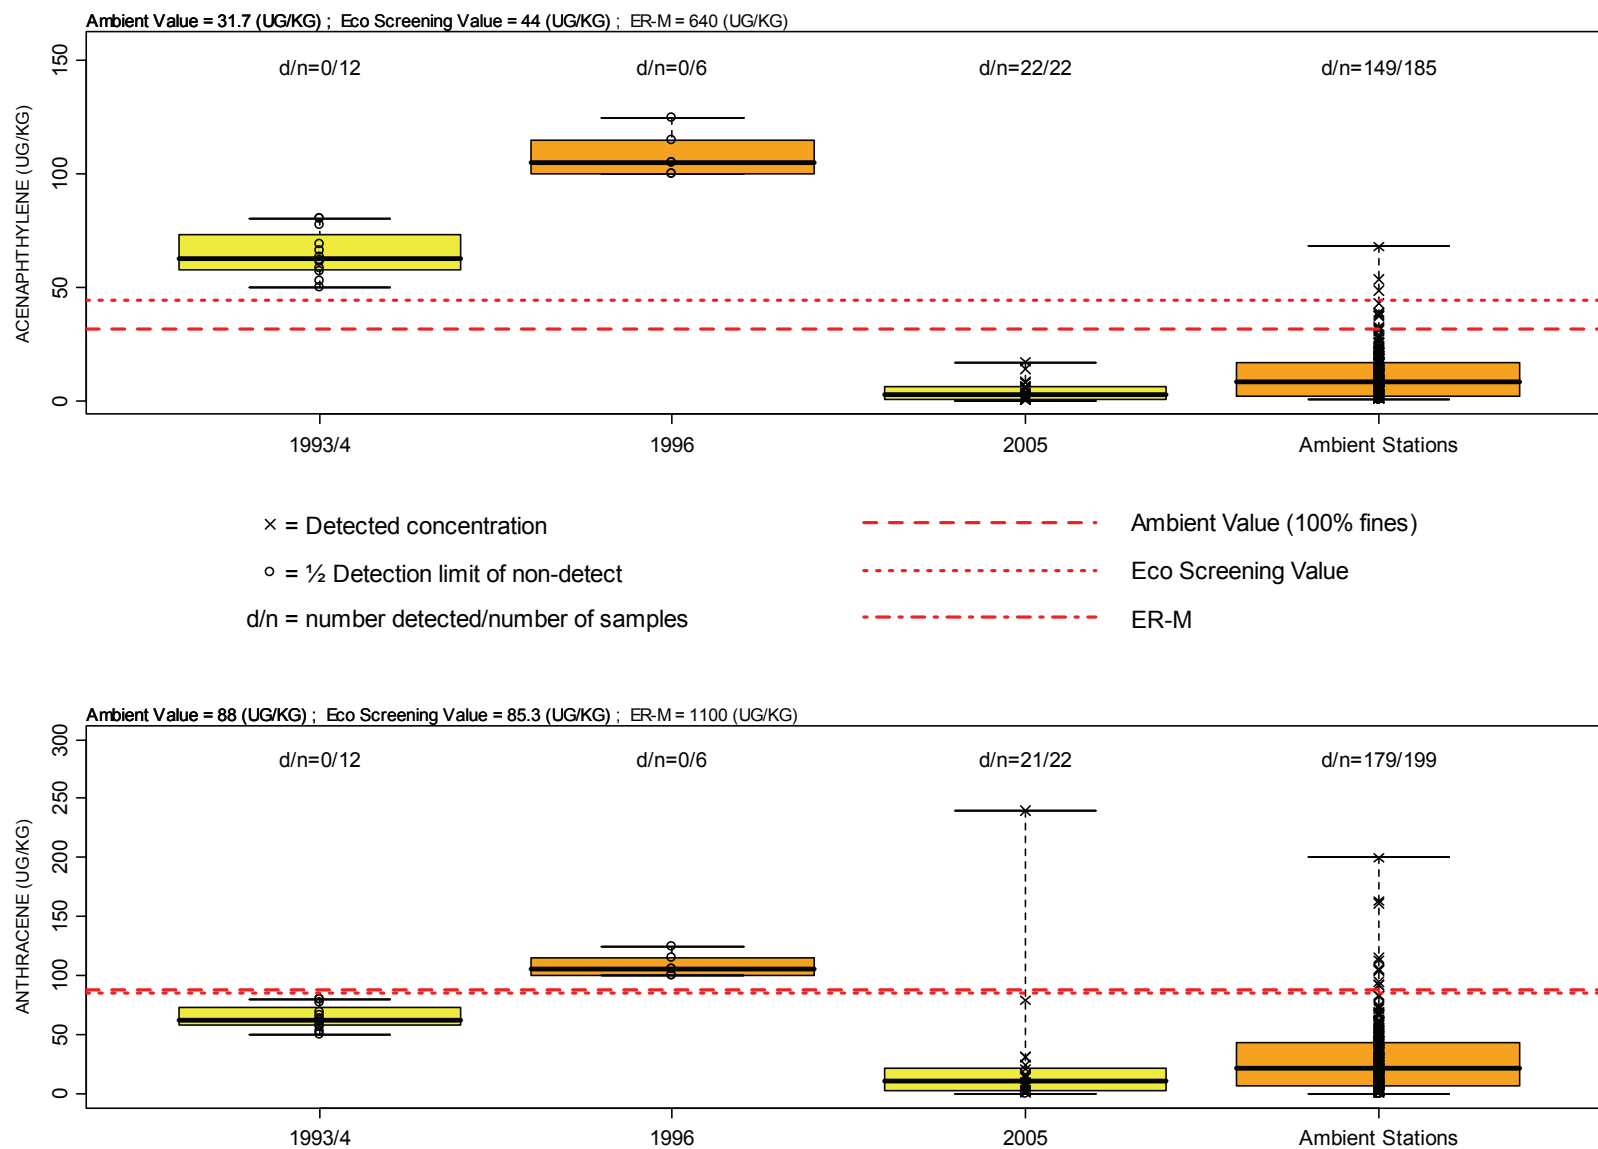 Ambient Value = 31.7 (UG/KG) ; Eco Screening Value = 44 (UG/KG) ; ER-M = 640 (UG/KG)
150
100
50
0
ACENAPHTHYLENE (UG/KG)
d/n=0/12 d/n=0/6 d/n=22/22 d/n=149/185
1993/4 1996 2005 Ambient Stations
× = Detected concentration
o = ½ Detection limit of non-detect
d/n = number detected/number of samples
Ambient Value (100% fines)
Eco Screening Value
ER-M
Ambient Value = 88 (UG/KG) ; Eco Screening Value = 85.3 (UG/KG) ; ER-M = 1100 (UG/KG)
300
250
200
150
100
50
0
ANTHRACENE (UG/KG)
d/n=0/12 d/n=0/6 d/n=21/22 d/n=179/199
1993/4 1996 2005 Ambient Stations